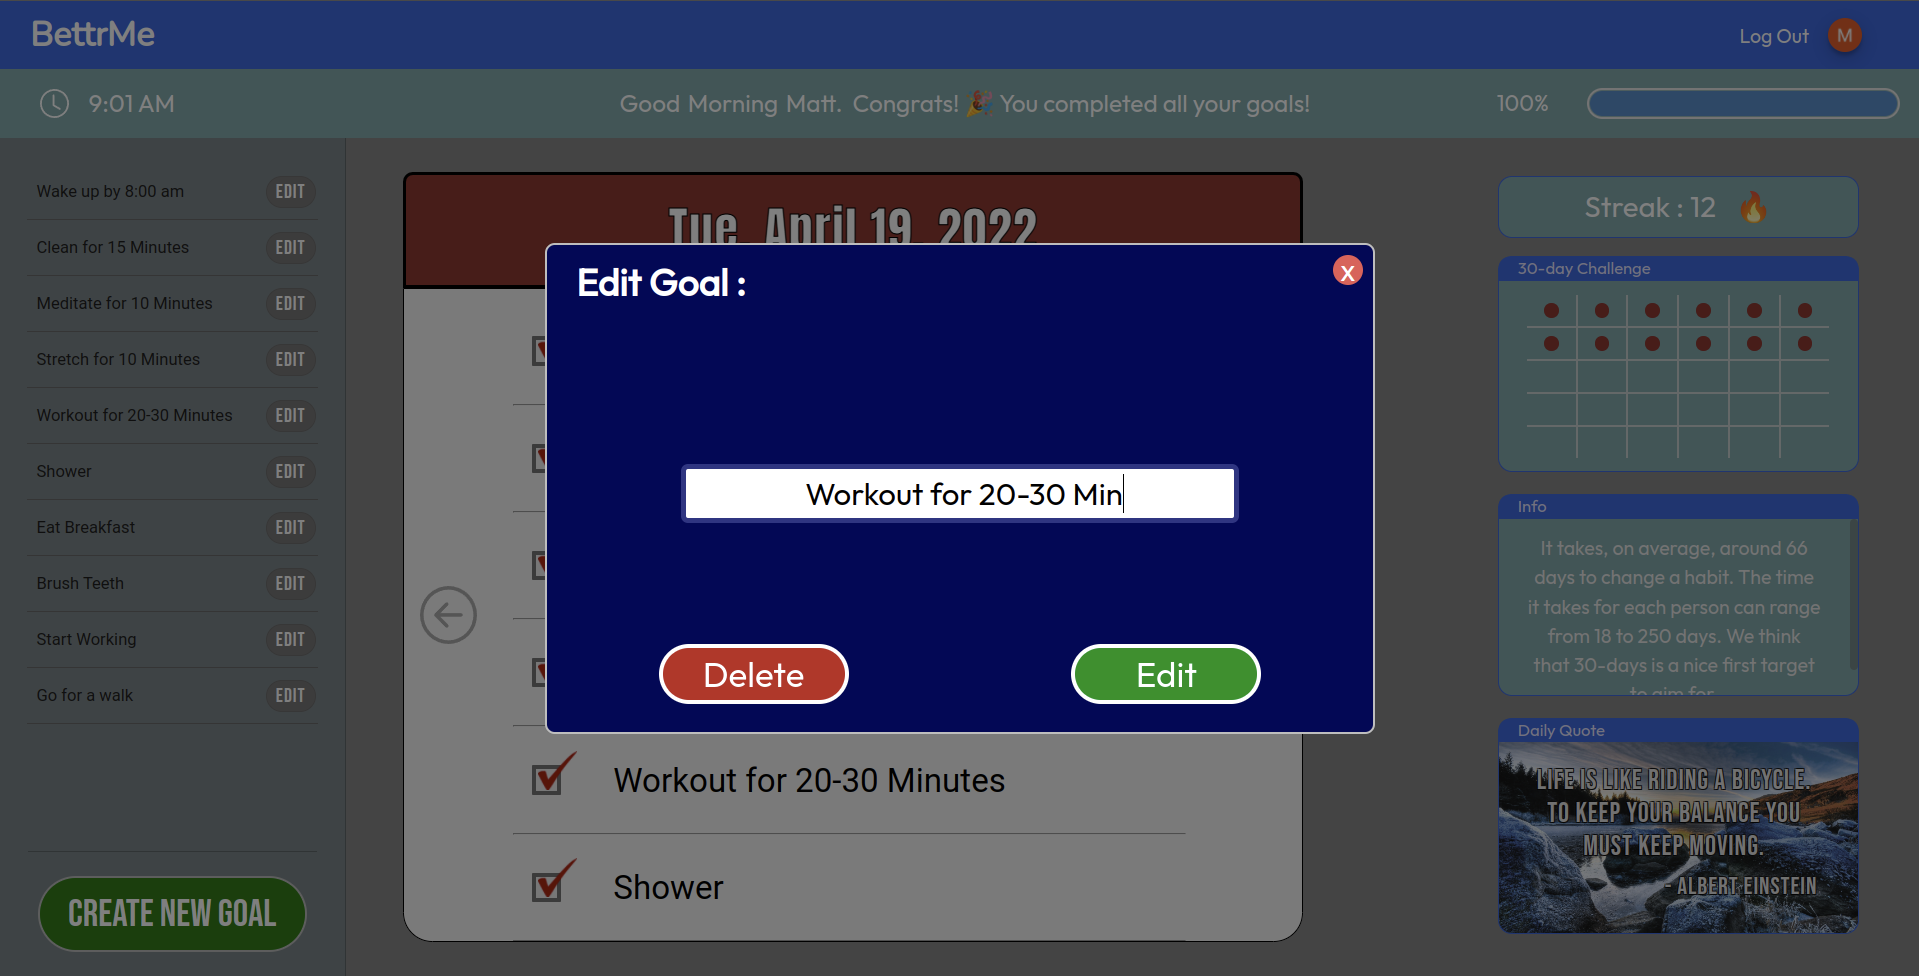 BettrMe
Log Out M
9:01 AM
Good Morning Matt. Congrats! 🎉 You completed all your goals!
100%
Wake up by 8:00 am EDIT
Clean for 15 Minutes EDIT
Meditate for 10 Minutes EDIT
Stretch for 10 Minutes EDIT
Workout for 20-30 Minutes EDIT
Shower EDIT
Eat Breakfast EDIT
Brush Teeth EDIT
Start Working EDIT
Go for a walk EDIT
CREATE NEW GOAL
Tue, April 19, 2022
Edit Goal :
x
Workout for 20-30 Min
Delete
Edit
Workout for 20-30 Minutes
Shower
Streak : 12 🔥
30-day Challenge
Info
It takes, on average, around 66
days to change a habit. The time
it takes for each person can range
from 18 to 250 days. We think
that 30-days is a nice first target
to aim for
Daily Quote
LIFE IS LIKE RIDING A BICYCLE.
TO KEEP YOUR BALANCE YOU
MUST KEEP MOVING.
- ALBERT EINSTEIN